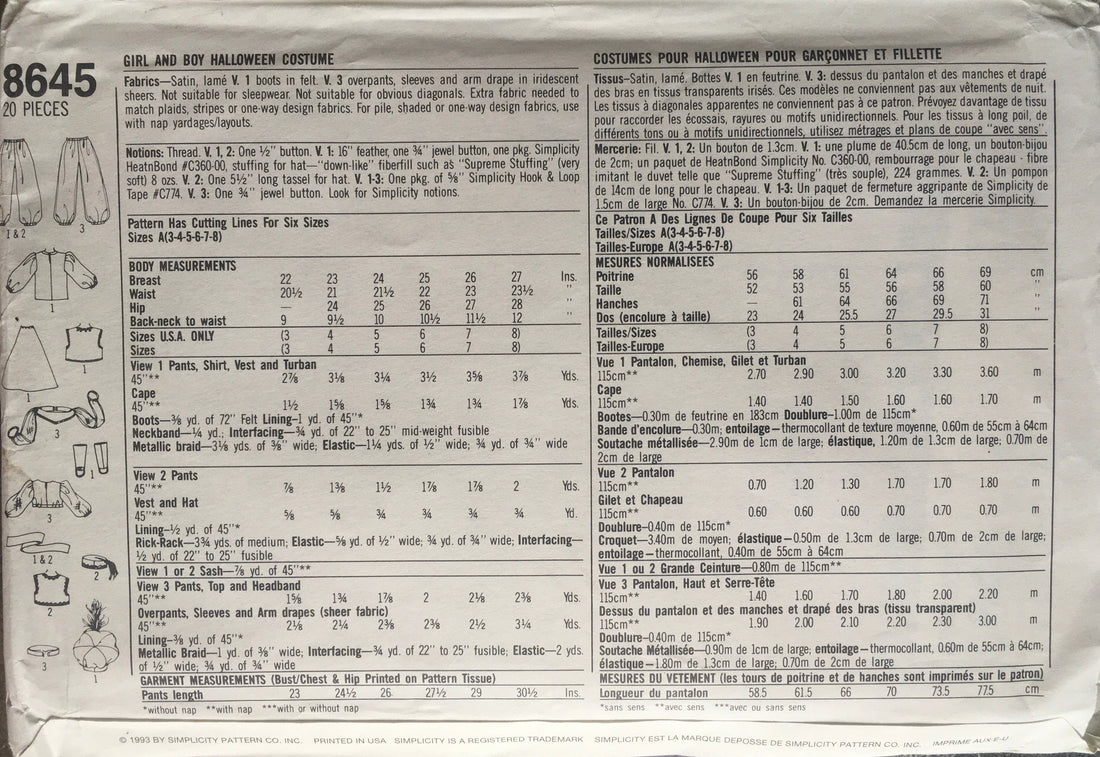 8645
20 PIECES
1 & 2
3
1
1
1
3
1
3
1 & 2
2
2
3
1
GIRL AND BOY HALLOWEEN COSTUME
Fabrics—Satin, lamé V. 1 boots in felt. V. 3 overpants, sleeves and arm drape in iridescent
sheers. Not suitable for sleepwear. Not suitable for obvious diagonals. Extra fabric needed to
match plaids, stripes or one-way design fabrics. For pile, shaded or one-way design fabrics, use
with nap yardages/layouts.
Notions: Thread. V. 1, 2: One ½" button. V. 1: 16" feather, one ¾" jewel button, one pkg. Simplicity
HeatnBond #C360-00, stuffing for hat—"down-like" fiberfill such as "Supreme Stuffing" (very
soft) 8 ozs. V. 2: One 5½" long tassel for hat. V. 1-3: One pkg. of ⅝" Simplicity Hook & Loop
Tape #C774. V. 3: One ¾" jewel button. Look for Simplicity notions.
Pattern Has Cutting Lines For Six Sizes
Sizes A(3-4-5-6-7-8)
BODY MEASUREMENTS
Breast 22 23 24 25 26 27 Ins.
Waist 20½ 21 21½ 22 23 23½ "
Hip — 24 25 26 27 28 "
Back-neck to waist 9 9½ 10 10½ 11½ 12 "
Sizes U.S.A. ONLY (3 4 5 6 7 8)
Sizes (3 4 5 6 7 8)
View 1 Pants, Shirt, Vest and Turban
45"** 2⅞ 3⅛ 3¼ 3½ 3⅝ 3⅞ Yds.
Cape
45"** 1½ 1⅝ 1⅝ 1¾ 1¾ 1⅞ Yds.
Boots—⅜ yd. of 72" Felt Lining—1 yd. of 45"*
Neckband—¼ yd.; Interfacing—¾ yd. of 22" to 25" mid-weight fusible
Metallic braid—3⅛ yds. of ⅜" wide; Elastic—1¼ yds. of ½" wide; ¾ yd. of ¾" wide
View 2 Pants
45"** ⅞ 1⅜ 1½ 1⅞ 1⅞ 2 Yds.
Vest and Hat
45"** ⅝ ⅝ ¾ ¾ ¾ ¾ Yd.
Lining—½ yd. of 45"*
Rick-Rack—3¾ yds. of medium; Elastic—⅝ yd. of ½" wide; ¾ yd. of ¾" wide; Interfacing—
½ yd. of 22" to 25" fusible
View 1 or 2 Sash—⅞ yd. of 45"**
View 3 Pants, Top and Headband
45"** 1⅝ 1¾ 1⅞ 2 2⅛ 2⅜ Yds.
Overpants, Sleeves and Arm drapes (sheer fabric)
45"** 2⅛ 2¼ 2⅜ 2⅜ 2½ 3¼ Yds.
Lining—⅜ yd. of 45"*
Metallic Braid—1 yd. of ⅜" wide; Interfacing—¾ yd. of 22" to 25" fusible; Elastic—2 yds.
of ½" wide; ¾ yd. of ¾" wide
GARMENT MEASUREMENTS (Bust/Chest & Hip Printed on Pattern Tissue)
Pants length 23 24½ 26 27½ 29 30½ Ins.
*without nap **with nap ***with or without nap
COSTUMES POUR HALLOWEEN POUR GARÇONNET ET FILLETTE
Tissus–Satin, lamé. Bottes V. 1 en feutrine. V. 3: dessus du pantalon et des manches et drapé
des bras en tissus transparents irisés. Ces modèles ne conviennent pas aux vêtements de nuit.
Les tissus à diagonales apparentes ne conviennent pas à ce patron. Prévoyez davantage de tissu
pour raccorder les écossais, rayures ou motifs unidirectionnels. Pour les tissus à long poil, de
différents tons ou à motifs unidirectionnels, utilisez métrages et plans de coupe "avec sens".
Mercerie: Fil. V. 1, 2: Un bouton de 1.3cm. V. 1: une plume de 40.5cm de long, un bouton-bijou
de 2cm; un paquet de HeatnBond Simplicity No. C360-00, rembourrage pour le chapeau - fibre
imitant le duvet telle que "Supreme Stuffing" (très souple), 224 grammes. V. 2: Un pompon
de 14cm de long pour le chapeau. V. 1-3: Un paquet de fermeture aggripante de Simplicity de
1.5cm de large No. C774. V. 3: Un bouton-bijou de 2cm. Demandez la mercerie Simplicity.
Ce Patron A Des Lignes De Coupe Pour Six Tailles
Tailles/Sizes A(3-4-5-6-7-8)
Tailles-Europe A(3-4-5-6-7-8)
MESURES NORMALISEES
Poitrine 56 58 61 64 66 69 cm
Taille 52 53 55 56 58 60 "
Hanches — 61 64 66 69 71 "
Dos (encolure à taille) 23 24 25.5 27 29.5 31 "
Tailles/Sizes (3 4 5 6 7 8)
Tailles-Europe (3 4 5 6 7 8)
Vue 1 Pantalon, Chemise, Gilet et Turban
115cm** 2.70 2.90 3.00 3.20 3.30 3.60 m
Cape
115cm** 1.40 1.40 1.50 1.60 1.60 1.70 m
Bootes–0.30m de feutrine en 183cm Doublure–1.00m de 115cm*
Bande d'encolure–0.30m; entoilage–thermocollant de texture moyenne, 0.60m de 55cm à 64cm
Soutache métallisée–2.90m de 1cm de large; élastique, 1.20m de 1.3cm de large; 0.70m de
2cm de large
Vue 2 Pantalon
115cm** 0.70 1.20 1.30 1.70 1.70 1.80 m
Gilet et Chapeau
115cm** 0.60 0.60 0.60 0.70 0.70 0.70 m
Doublure–0.40m de 115cm*
Croquet–3.40m de moyen; élastique–0.50m de 1.3cm de large; 0.70m de 2cm de large;
entoilage–thermocollant, 0.40m de 55cm à 64cm
Vue 1 ou 2 Grande Ceinture–0.80m de 115cm**
Vue 3 Pantalon, Haut et Serre-Tête
115cm** 1.40 1.60 1.70 1.80 2.00 2.20 m
Dessus du pantalon et des manches et drapé des bras (tissu transparent)
115cm** 1.90 2.00 2.10 2.20 2.30 3.00 m
Doublure–0.40m de 115cm*
Soutache Métallisée–0.90m de 1cm de large; entoilage–thermocollant, 0.60m de 55cm à 64cm;
élastique–1.80m de 1.3cm de large; 0.70m de 2cm de large
MESURES DU VETEMENT (les tours de poitrine et de hanches sont imprimés sur le patron)
Longueur du pantalon 58.5 61.5 66 70 73.5 77.5 cm
*sans sens **avec sens ***avec ou sans sens
© 1993 BY SIMPLICITY PATTERN CO. INC. PRINTED IN USA SIMPLICITY IS A REGISTERED TRADEMARK SIMPLICITY EST LA MARQUE DEPOSSE DE SIMPLICITY PATTERN CO. INC. IMPRIME AUX E-U